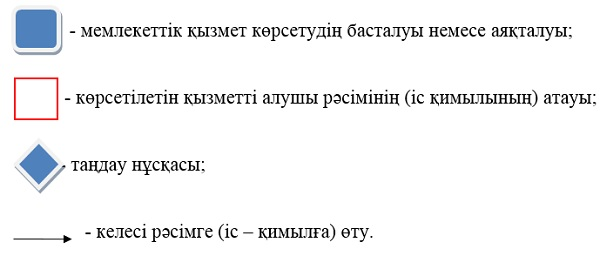 - мемлекеттік қызмет көрсетудің басталуы немесе аяқталуы;
- көрсетілетін қызметті алушы рәсімінің (іс қимылының) атауы;
- таңдау нұсқасы;
- келесі рәсімге (іс – қимылға) өту.